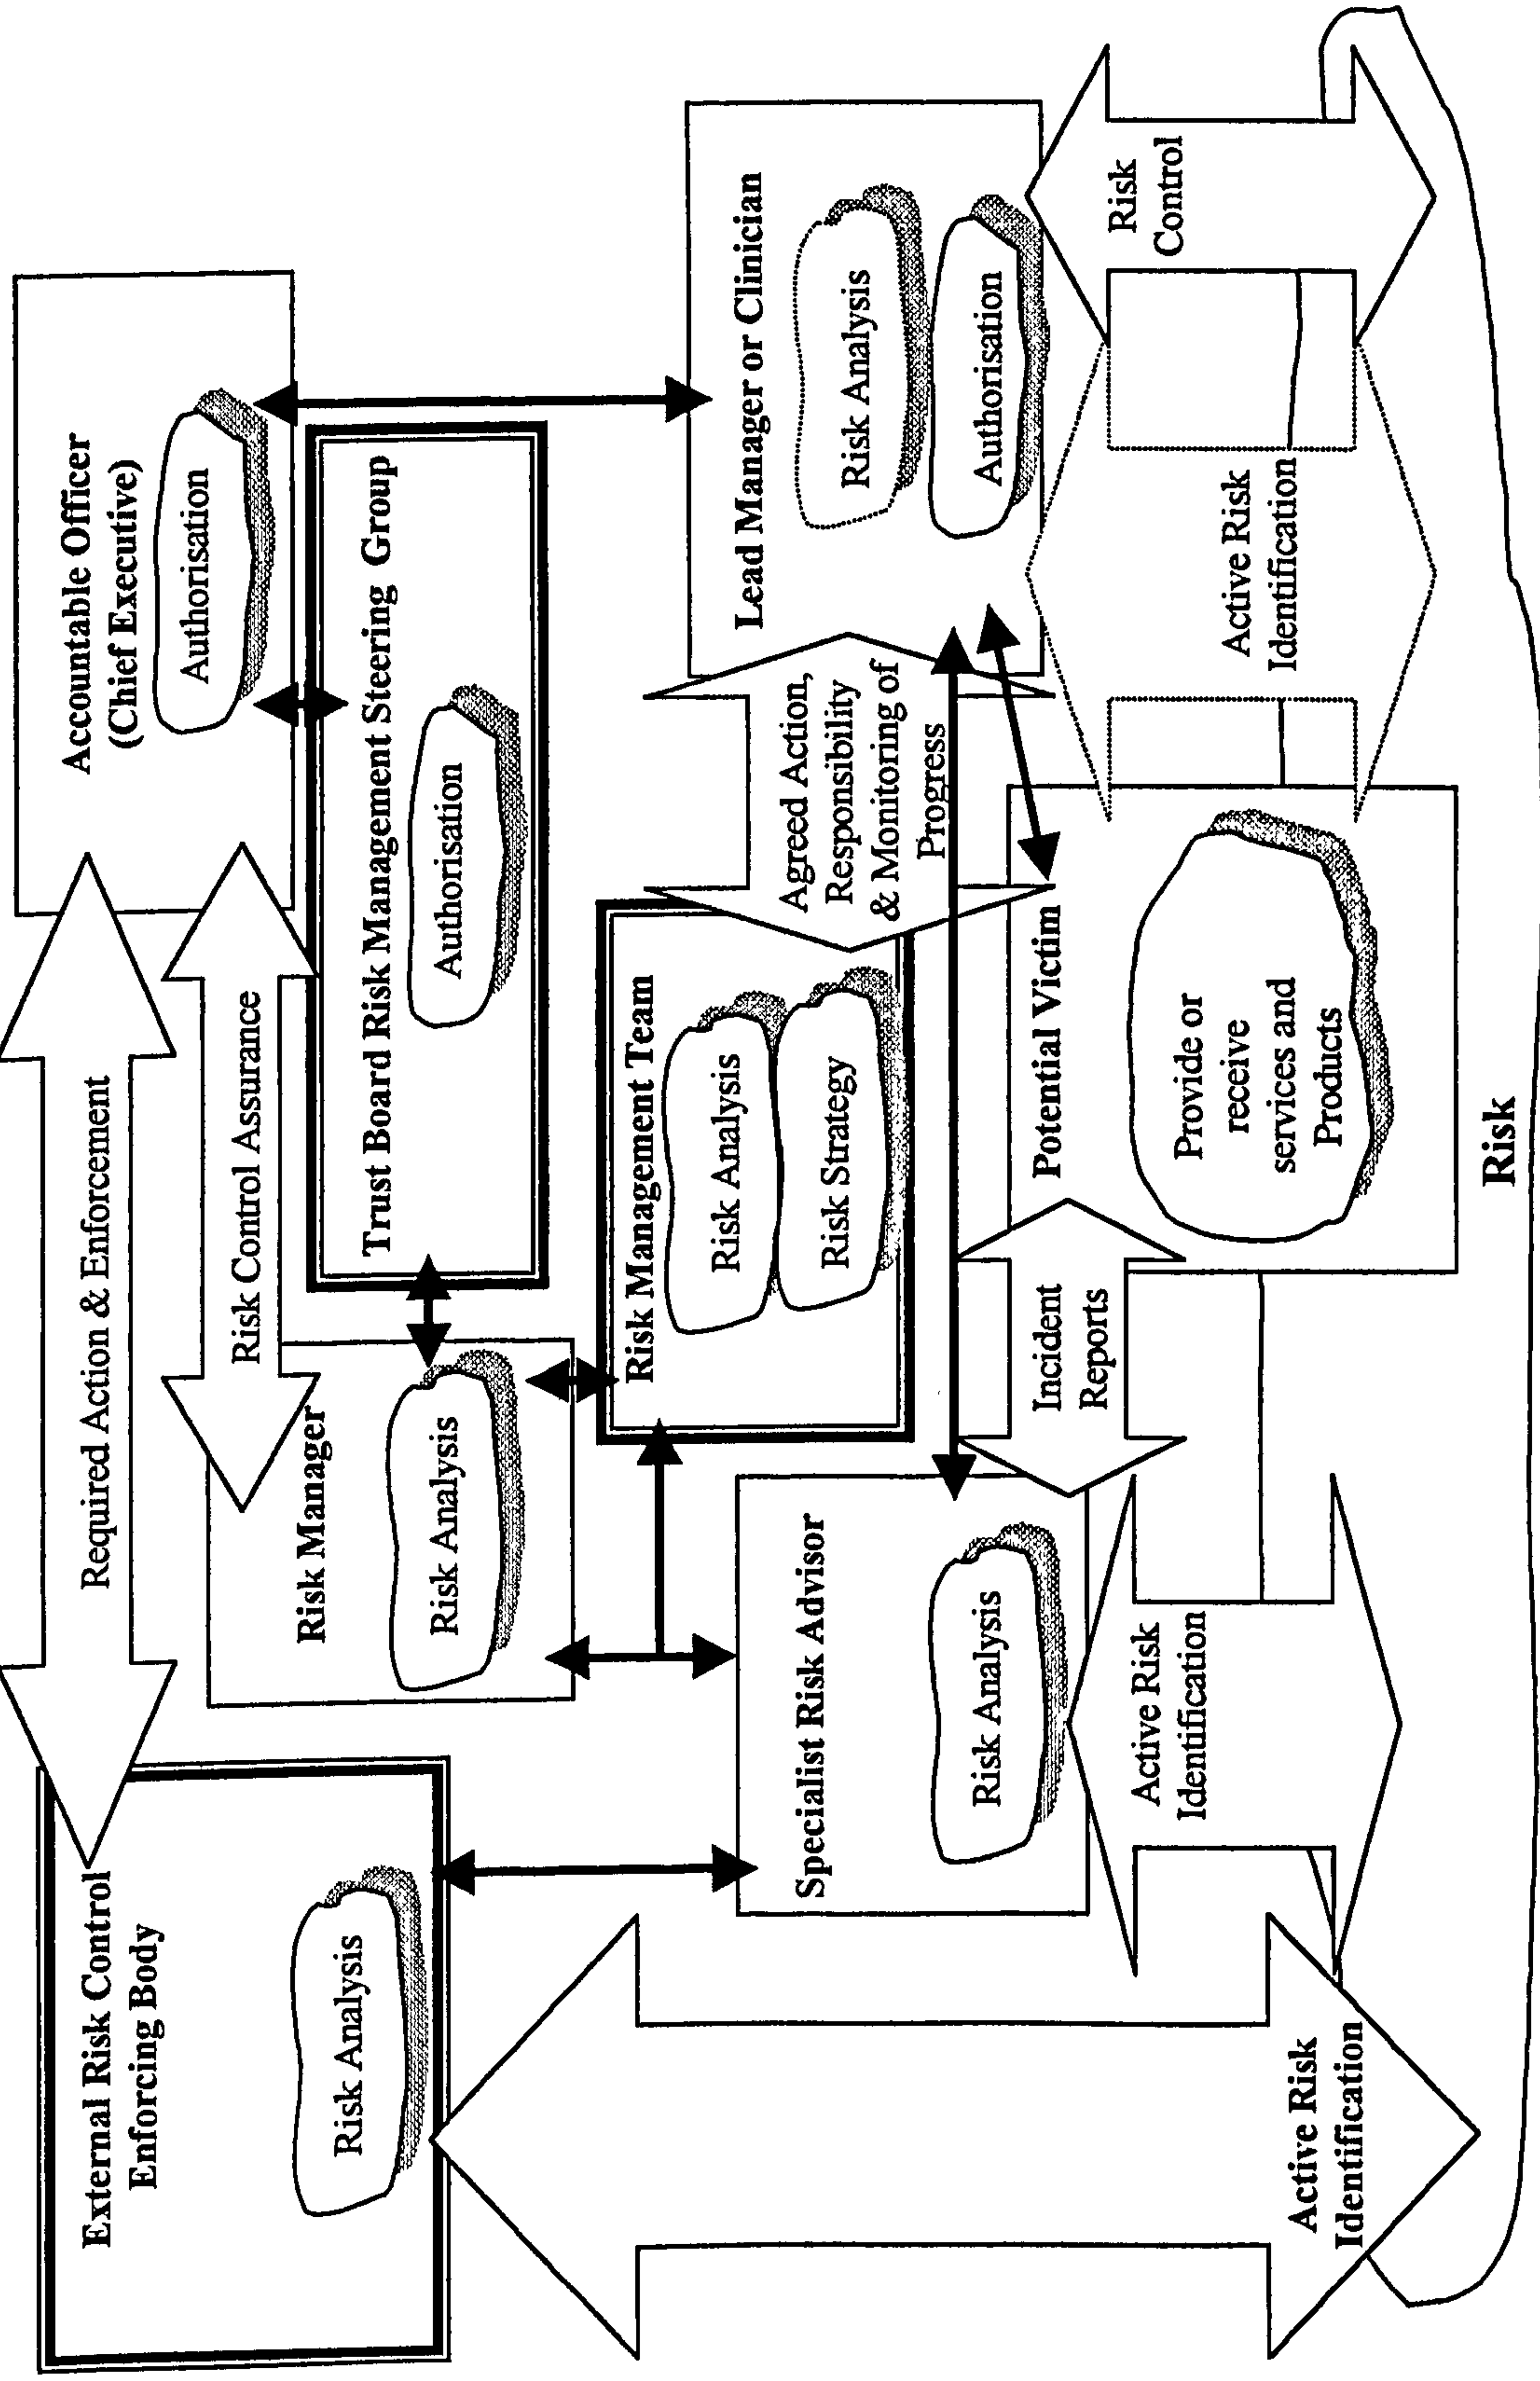 External Risk Control
Enforcing Body
Risk Analysis
Required Action & Enforcement
Accountable Officer
(Chief Executive)
Authorisation
Risk Control Assurance
Risk Manager
Risk Analysis
Trust Board Risk Management Steering Group
Authorisation
Risk Management Team
Risk Analysis
Risk Strategy
Agreed Action,
Responsibility
& Monitoring of
Progress
Lead Manager or Clinician
Risk Analysis
Authorisation
Specialist Risk Advisor
Risk Analysis
Incident
Reports
Potential Victim
Provide or
receive
services and
Products
Active Risk
Identification
Active Risk
Identification
Active Risk
Identification
Risk
Control
Risk